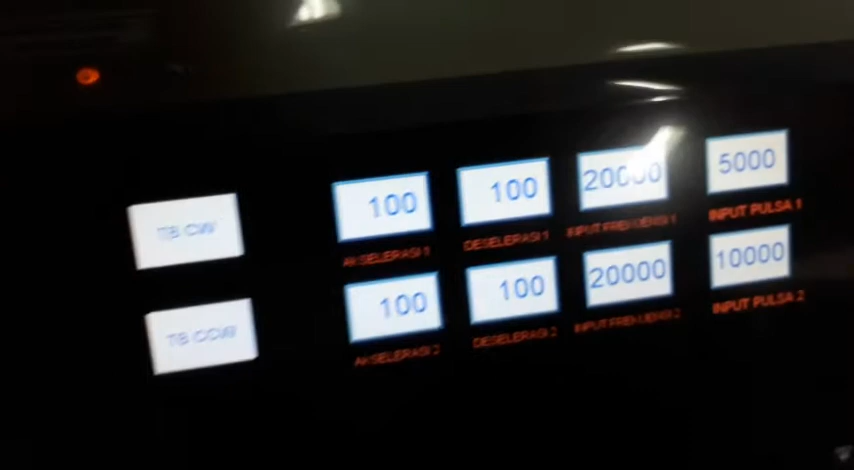 TB CW
100
100
20000
5000
AKSELERASI 1
DESELERASI 1
INPUT FREKUENSI 1
INPUT PULSA 1
TB CCW
100
100
20000
10000
AKSELERASI 2
DESELERASI 2
INPUT FREKUENSI 2
INPUT PULSA 2